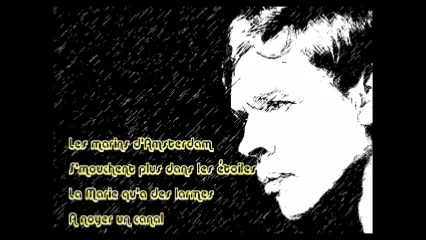 Les marins d'Amsterdam
S'mouchent plus dans les étoiles
La Marie qu'a des larmes
A noyer un canal